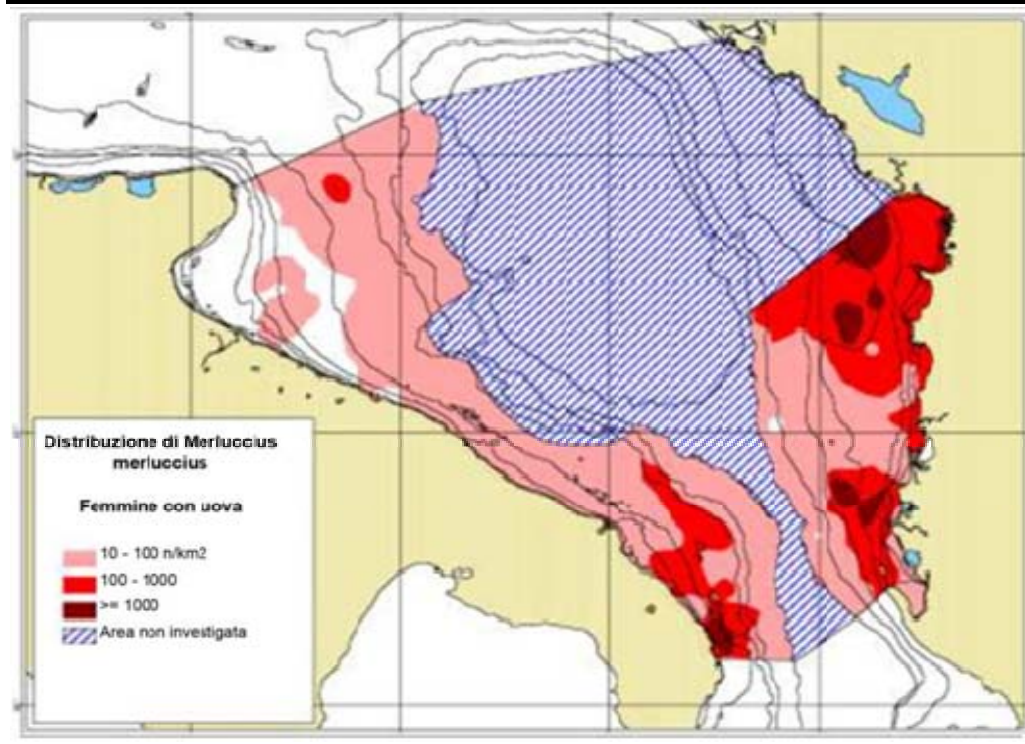 Distribuzione di Merluccius
merluccius
Femmine con uova
10 - 100 n/km2
100 - 1000
>= 1000
Area non investigata